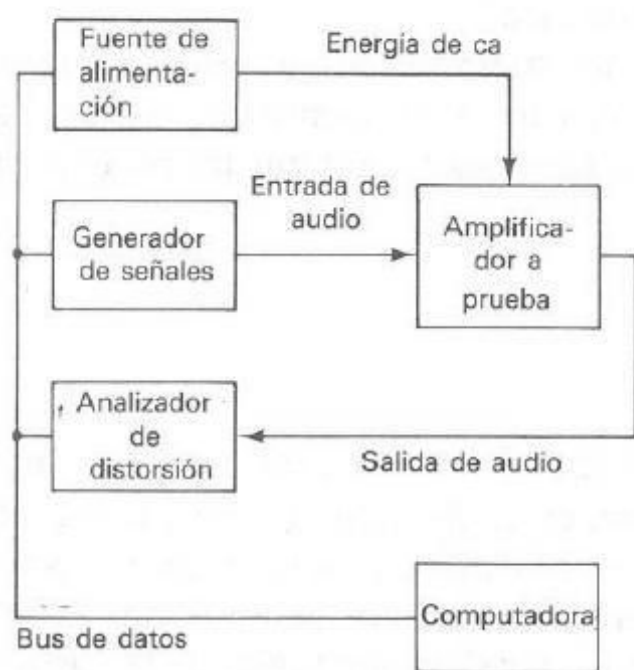 Fuente de
alimenta-
ción
Energía de ca
Entrada de
audio
Generador
de señales
Amplifica-
dor a
prueba
Analizador
de
distorsión
Salida de audio
Computadora
Bus de datos